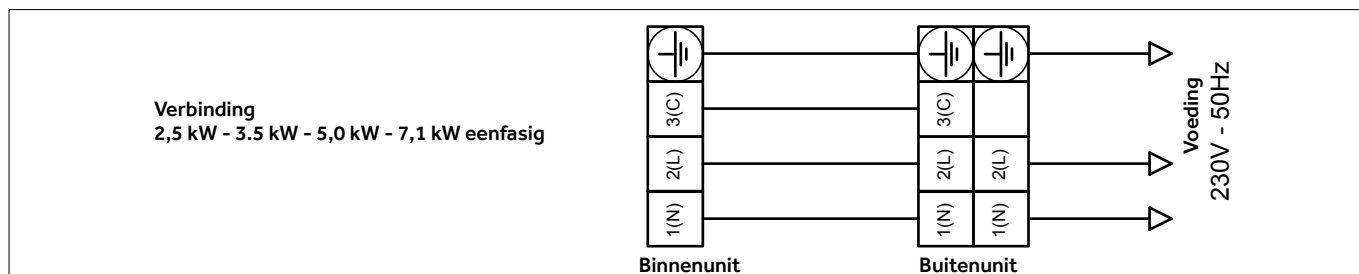 Verbinding
2,5 kW - 3.5 kW - 5,0 kW - 7,1 kW eenfasig
3(C)
3(C)
2(L)
2(L)
2(L)
1(N)
1(N)
1(N)
Binnenunit
Buitenunit
Voeding
230V - 50Hz